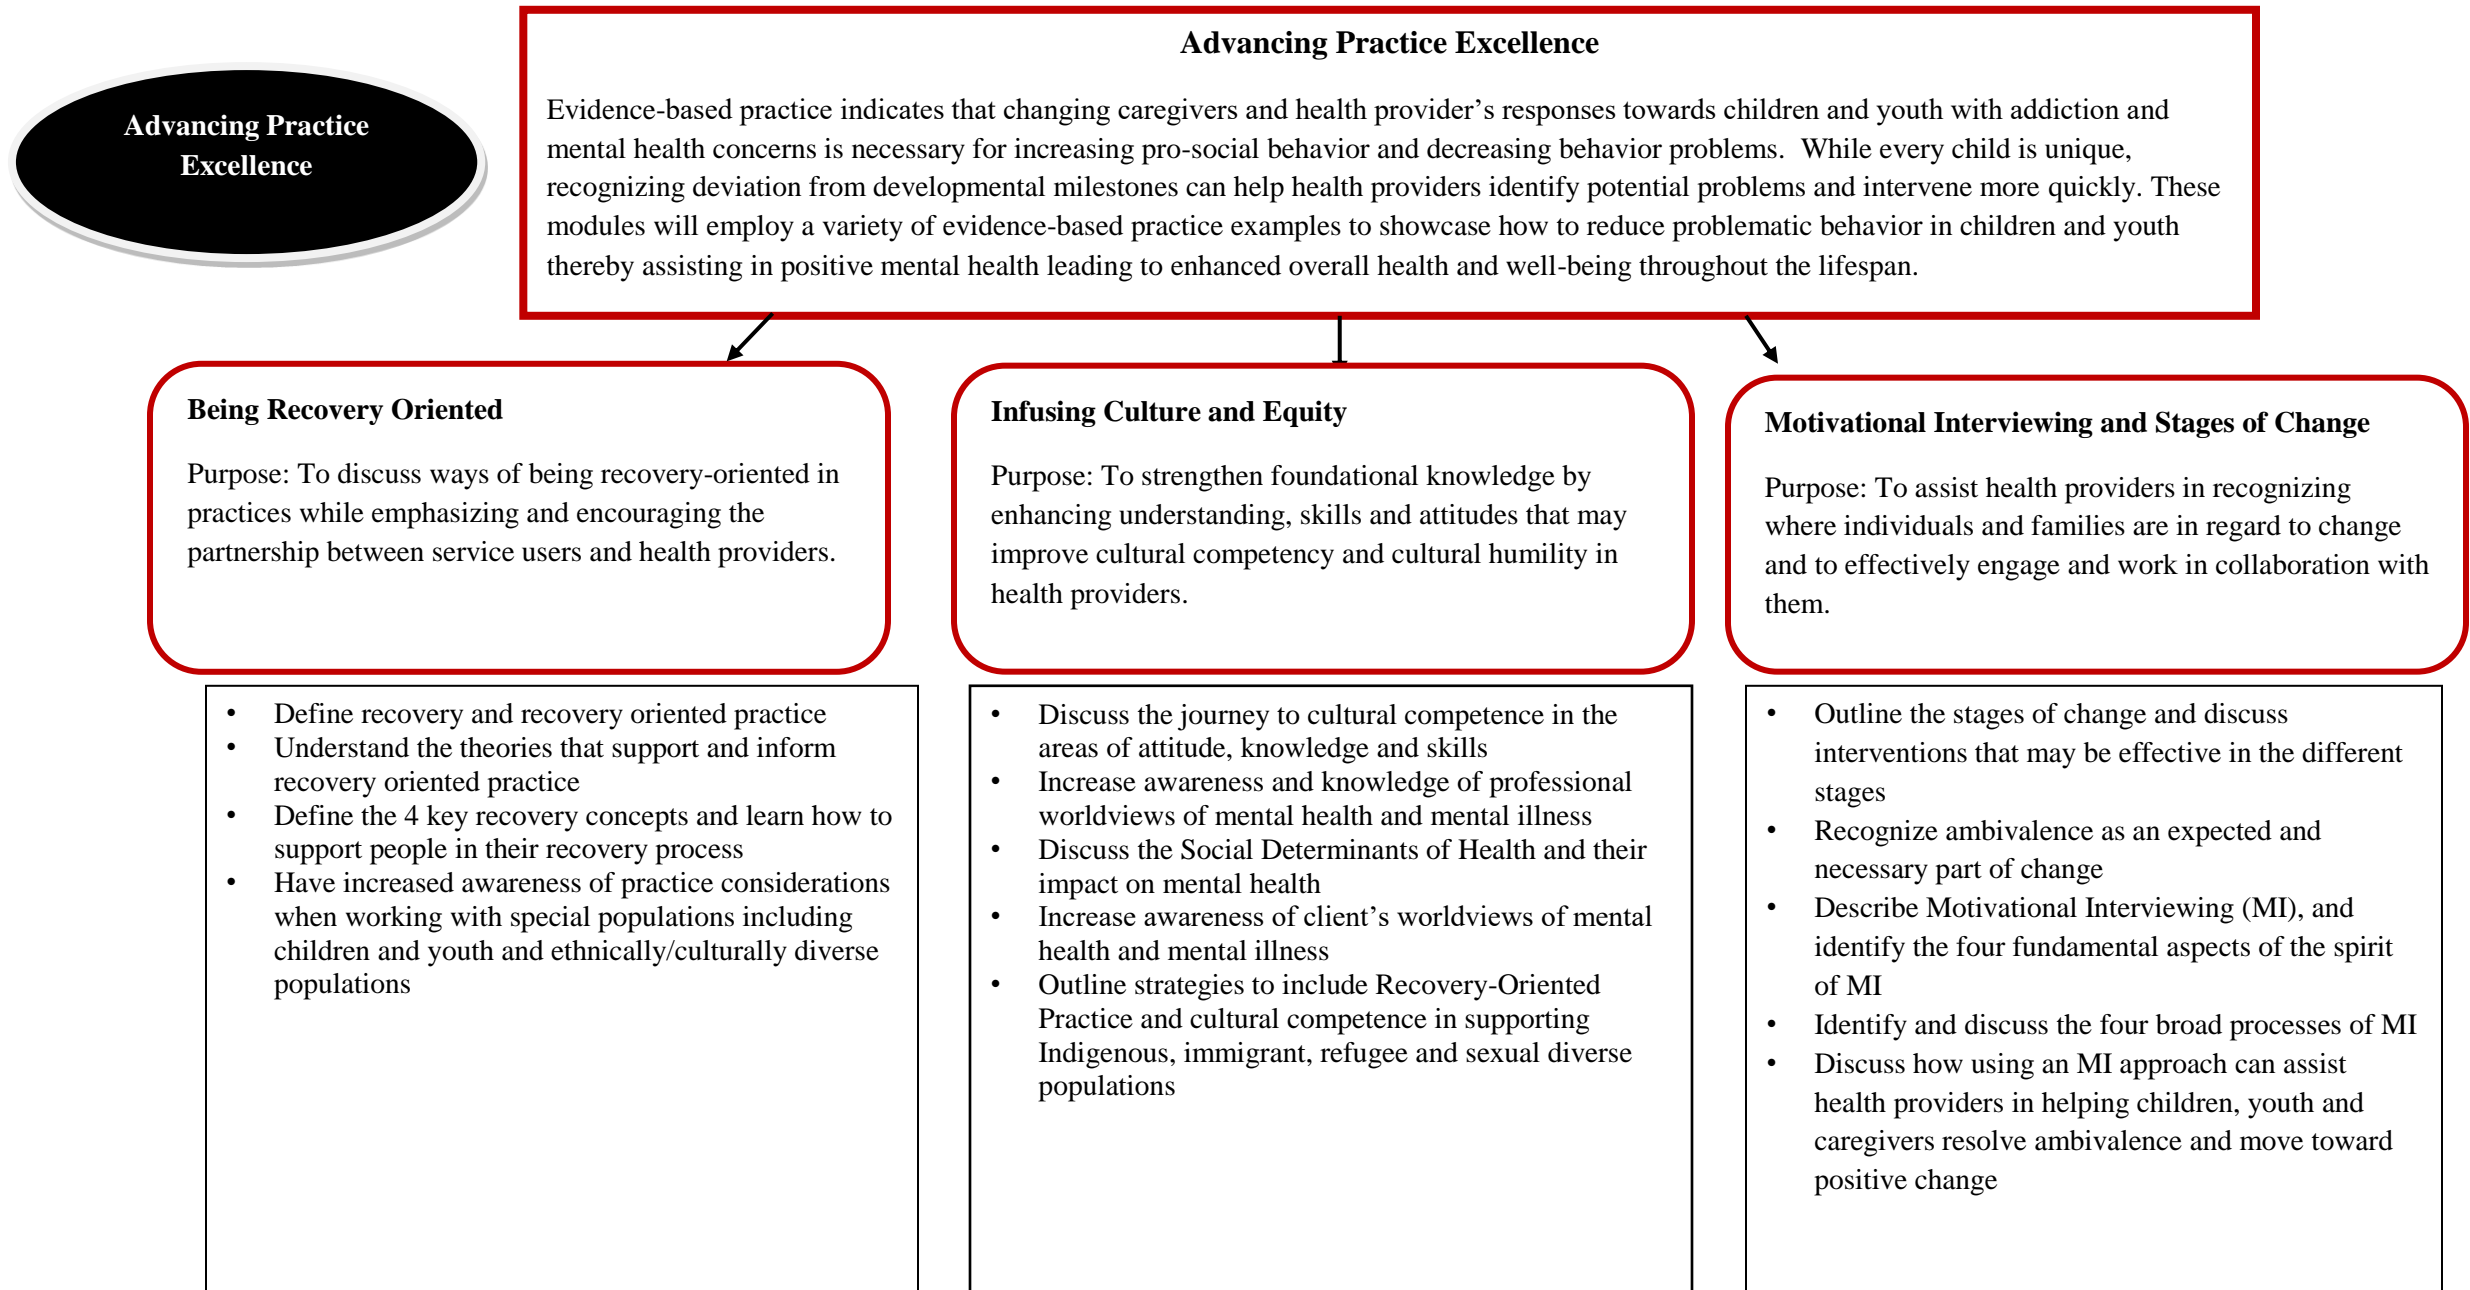 Advancing Practice
Excellence
Advancing Practice Excellence
Evidence-based practice indicates that changing caregivers and health provider’s responses towards children and youth with addiction and
mental health concerns is necessary for increasing pro-social behavior and decreasing behavior problems.  While every child is unique,
recognizing deviation from developmental milestones can help health providers identify potential problems and intervene more quickly. These
modules will employ a variety of evidence-based practice examples to showcase how to reduce problematic behavior in children and youth
thereby assisting in positive mental health leading to enhanced overall health and well-being throughout the lifespan.
Being Recovery Oriented
Purpose: To discuss ways of being recovery-oriented in
practices while emphasizing and encouraging the
partnership between service users and health providers.
• Define recovery and recovery oriented practice
• Understand the theories that support and inform
recovery oriented practice
• Define the 4 key recovery concepts and learn how to
support people in their recovery process
• Have increased awareness of practice considerations
when working with special populations including
children and youth and ethnically/culturally diverse
populations
Infusing Culture and Equity
Purpose: To strengthen foundational knowledge by
enhancing understanding, skills and attitudes that may
improve cultural competency and cultural humility in
health providers.
• Discuss the journey to cultural competence in the
areas of attitude, knowledge and skills
• Increase awareness and knowledge of professional
worldviews of mental health and mental illness
• Discuss the Social Determinants of Health and their
impact on mental health
• Increase awareness of client’s worldviews of mental
health and mental illness
• Outline strategies to include Recovery-Oriented
Practice and cultural competence in supporting
Indigenous, immigrant, refugee and sexual diverse
populations
Motivational Interviewing and Stages of Change
Purpose: To assist health providers in recognizing
where individuals and families are in regard to change
and to effectively engage and work in collaboration with
them.
• Outline the stages of change and discuss
interventions that may be effective in the different
stages
• Recognize ambivalence as an expected and
necessary part of change
• Describe Motivational Interviewing (MI), and
identify the four fundamental aspects of the spirit
of MI
• Identify and discuss the four broad processes of MI
• Discuss how using an MI approach can assist
health providers in helping children, youth and
caregivers resolve ambivalence and move toward
positive change